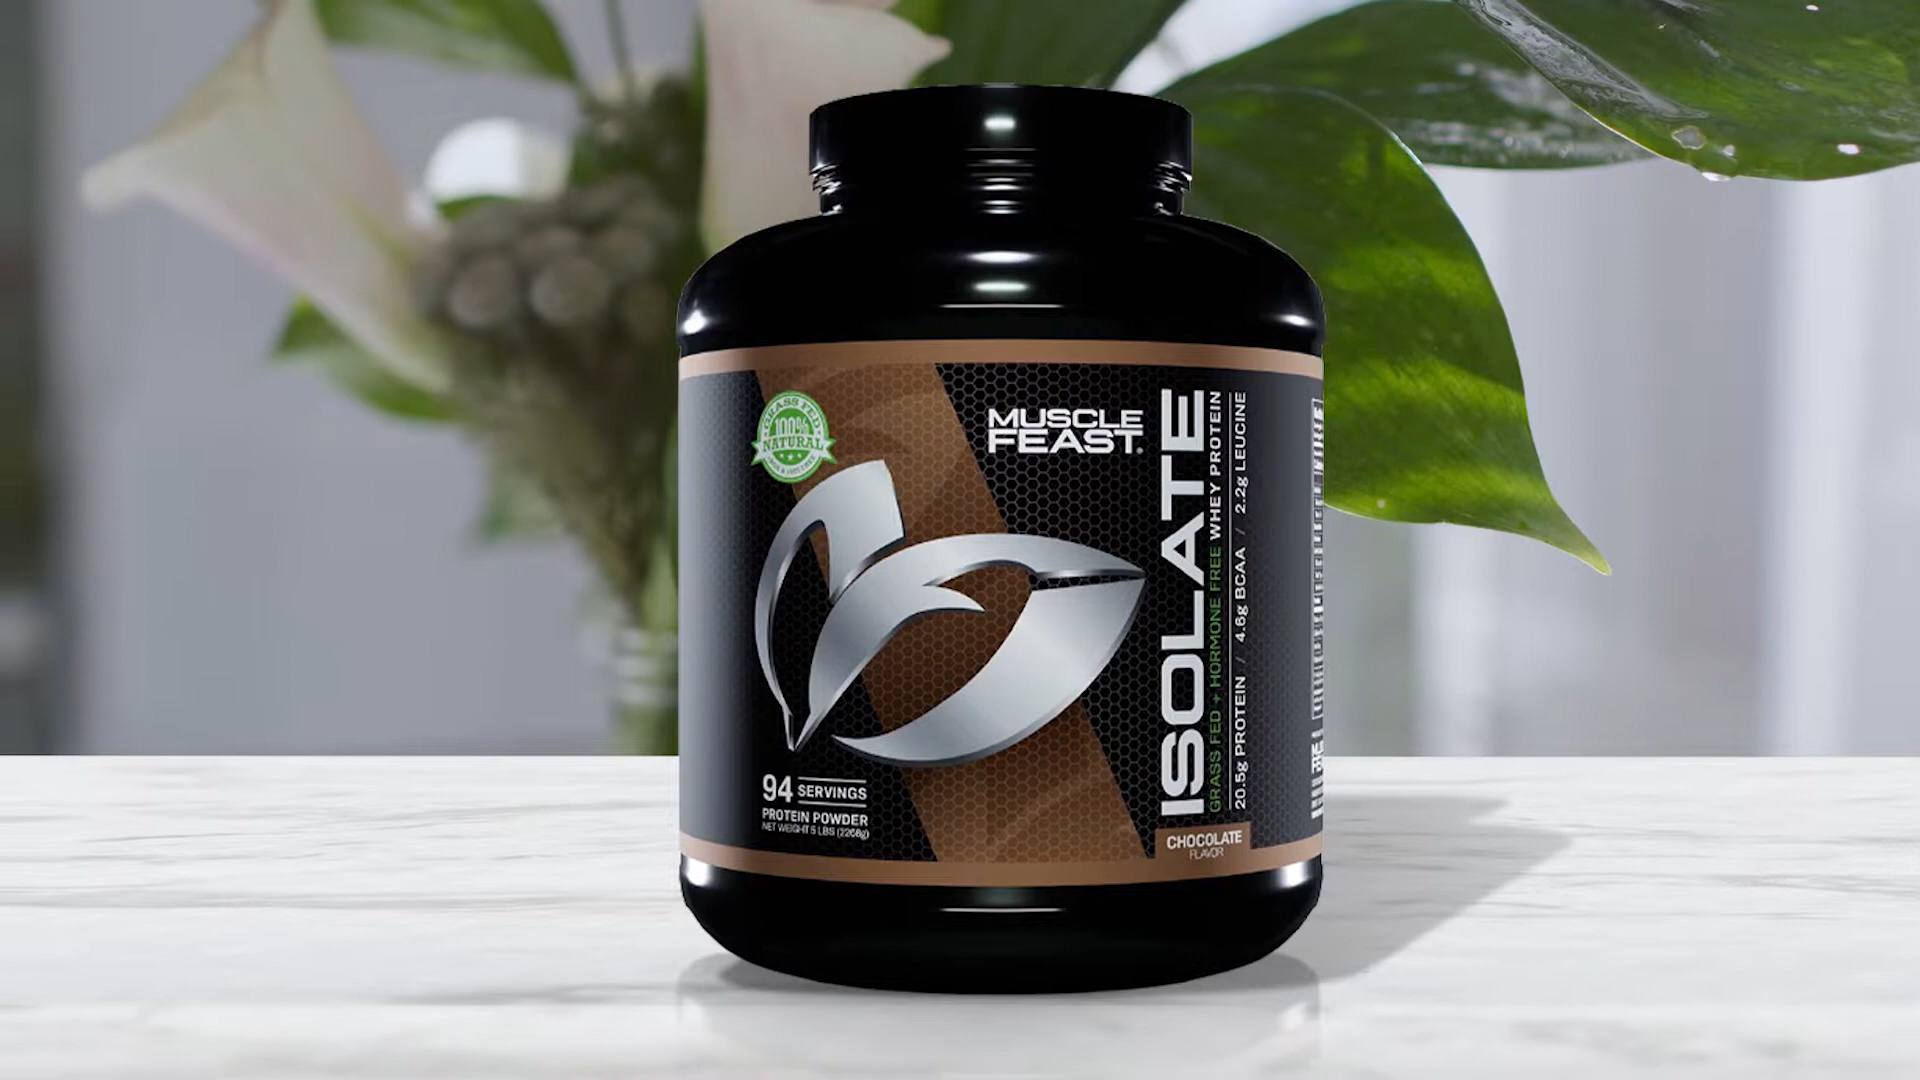 GRASS FED
100%
NATURAL
MUSCLE
FEAST.
ISOLATE
GRASS FED + HORMONE FREE WHEY PROTEIN
20.5g PROTEIN / 4.6g BCAA / 2.2g LEUCINE
94 SERVINGS
PROTEIN POWDER
NET WEIGHT 5 LBS (2268g)
CHOCOLATE
FLAVOR